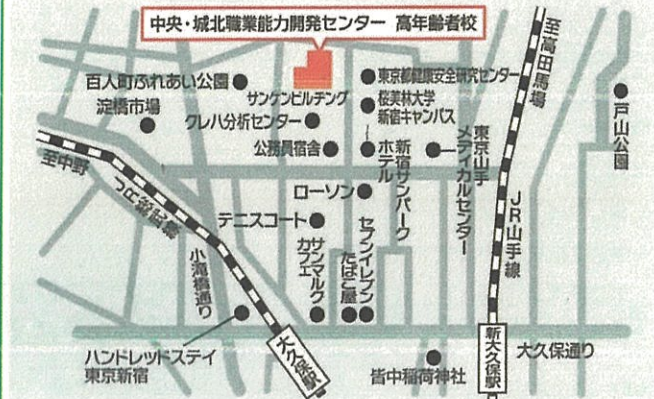 中央・城北職業能力開発センター 高年齢者校
至高田馬場
百人町ふれあい公園
東京都健康安全研究センター
淀橋市場
サンケンビルヂング
桜美林大学
新宿キャンパス
戸山公園
クレハ分析センター
公務員宿舎
新宿サンパーク
ホテル
東京山手
メディカルセンター
至中野
JR総武線
ローソン
JR山手線
テニスコート
小滝橋通り
サンマルク
カフェ
たばこ屋
セブンイレブン
ハンドレッドステイ
東京新宿
大久保駅
皆中稲荷神社
新大久保駅
大久保通り